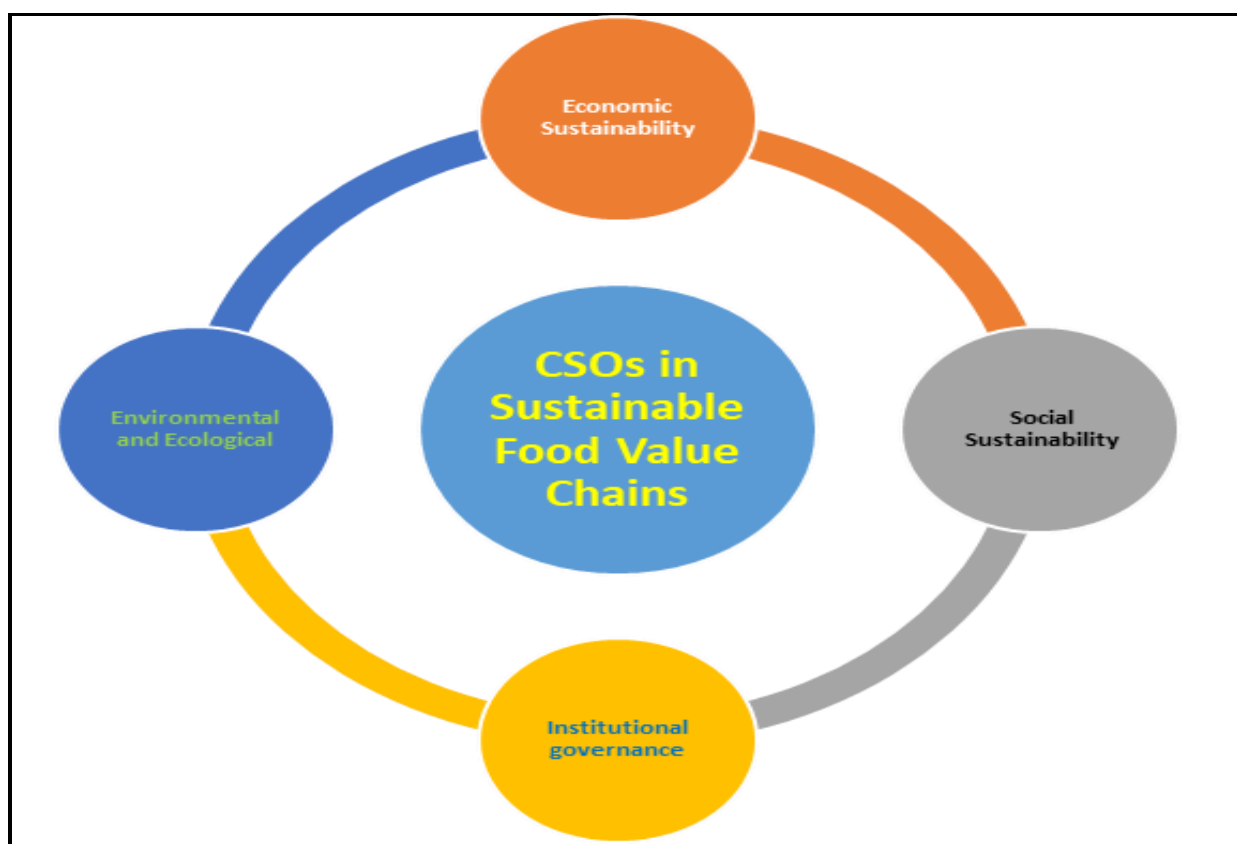 Economic
Sustainability
CSOs in
Sustainable
Food Value
Chains
Environmental
and Ecological
Social
Sustainability
Institutional
governance